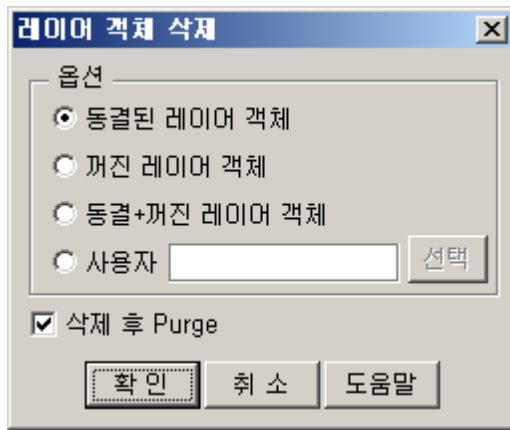 레이어 객체 삭제
옵션
동결된 레이어 객체
꺼진 레이어 객체
동결+꺼진 레이어 객체
사용자 선택
삭제 후 Purge
확 인 취 소 도움말